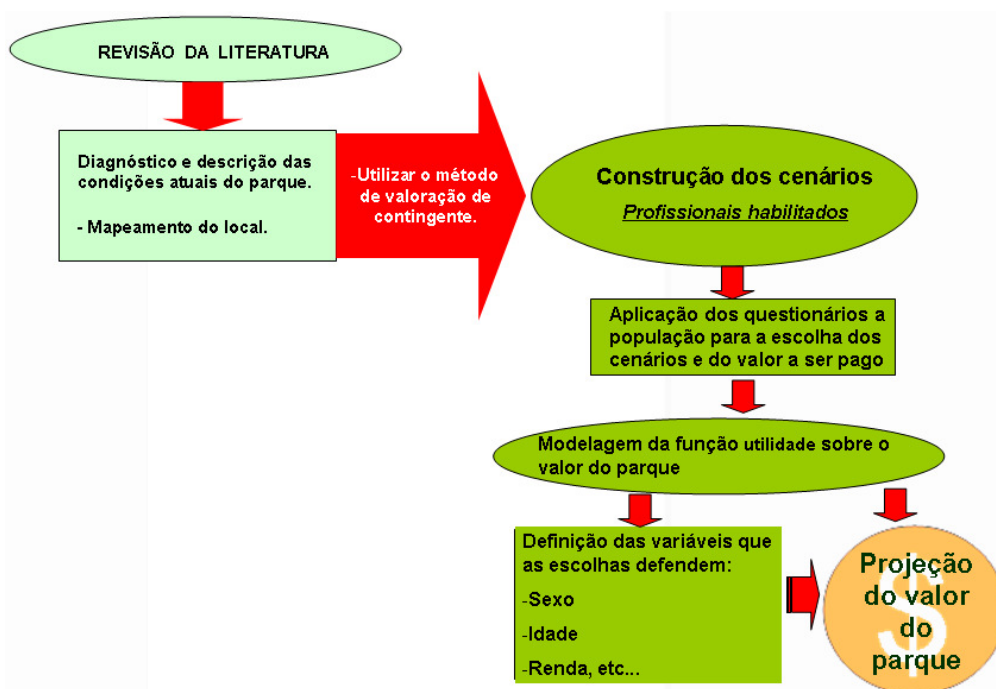 REVISÃO DA LITERATURA
Diagnóstico e descrição das
condições atuais do parque.
- Mapeamento do local.
-Utilizar o método
de valoração de
contingente.
Construção dos cenários
Profissionais habilitados
Aplicação dos questionários a
população para a escolha dos
cenários e do valor a ser pago
Modelagem da função utilidade sobre o
valor do parque
Definição das variáveis que
as escolhas defendem:
-Sexo
-Idade
-Renda, etc...
$
Projeção
do valor
do
parque